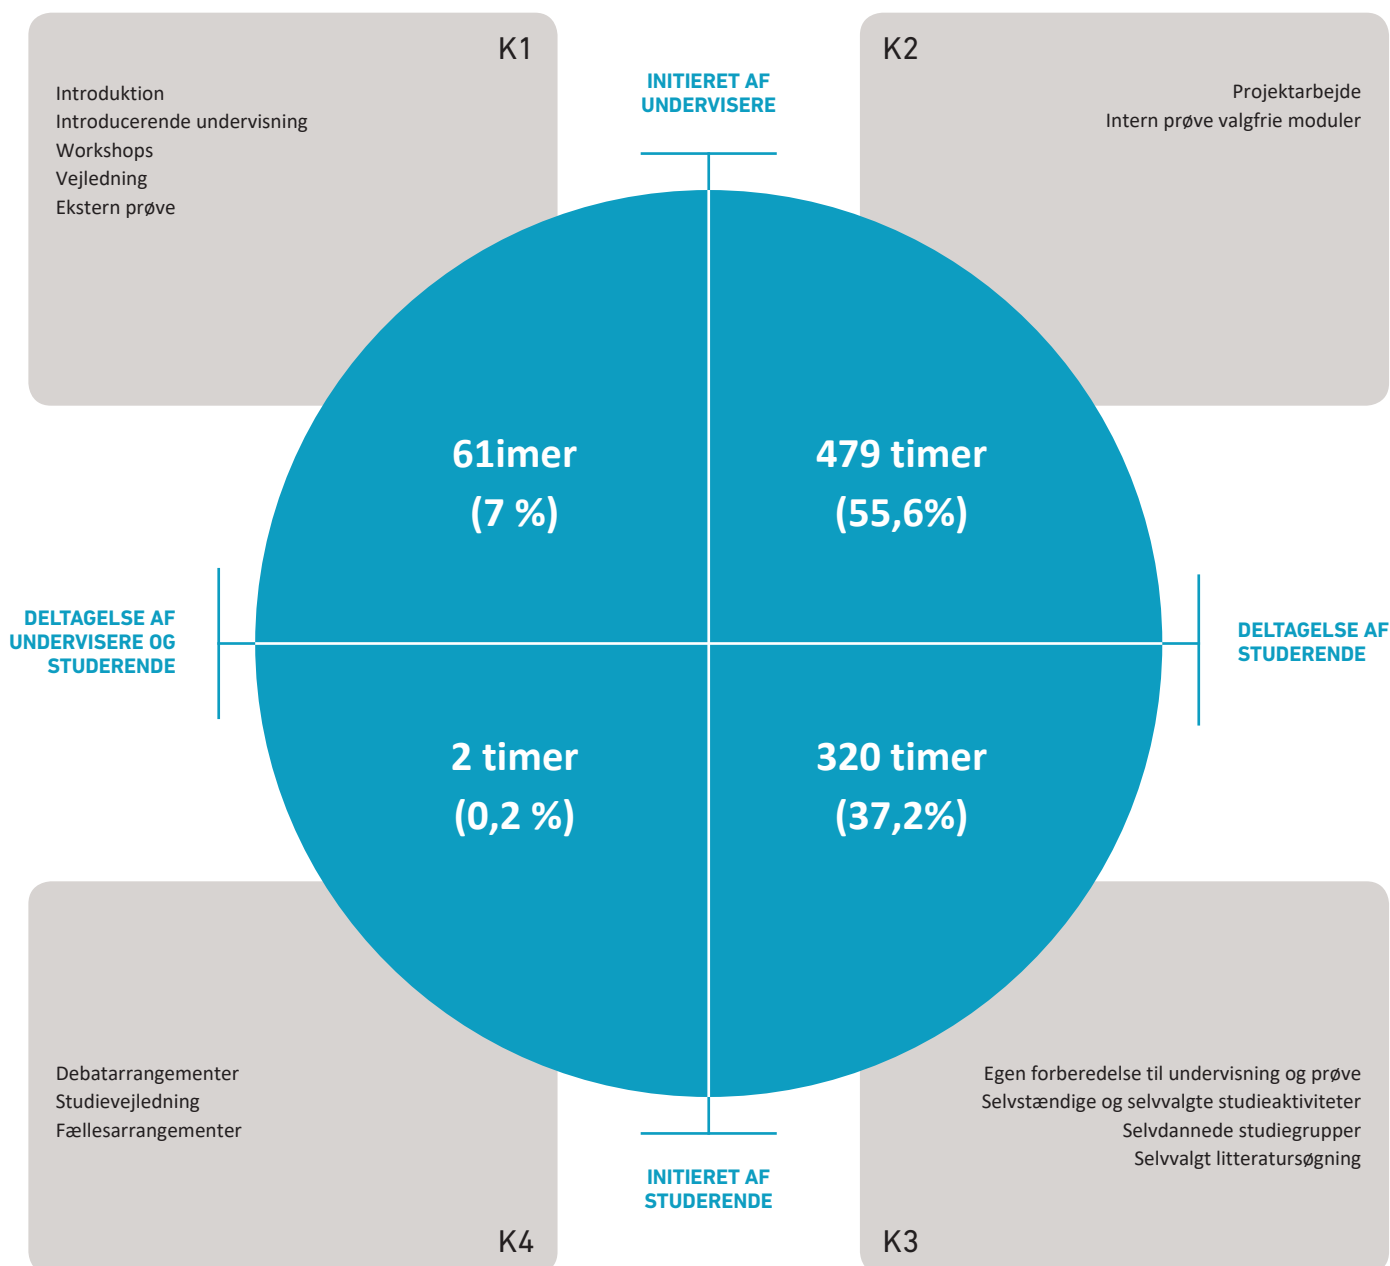 K1
Introduktion
Introducerende undervisning
Workshops
Vejledning
Ekstern prøve
INITIERET AF
UNDERVISERE
K2
Projektarbejde
Intern prøve valgfrie moduler
61imer
(7 %)
479 timer
(55,6%)
DELTAGELSE AF
UNDERVISERE OG
STUDERENDE
DELTAGELSE AF
STUDERENDE
2 timer
(0,2 %)
320 timer
(37,2%)
Debatarrangementer
Studievejledning
Fællesarrangementer
K4
INITIERET AF
STUDERENDE
Egen forberedelse til undervisning og prøve
Selvstændige og selvvalgte studieaktiviteter
Selvdannede studiegrupper
Selvvalgt litteratursøgning
K3